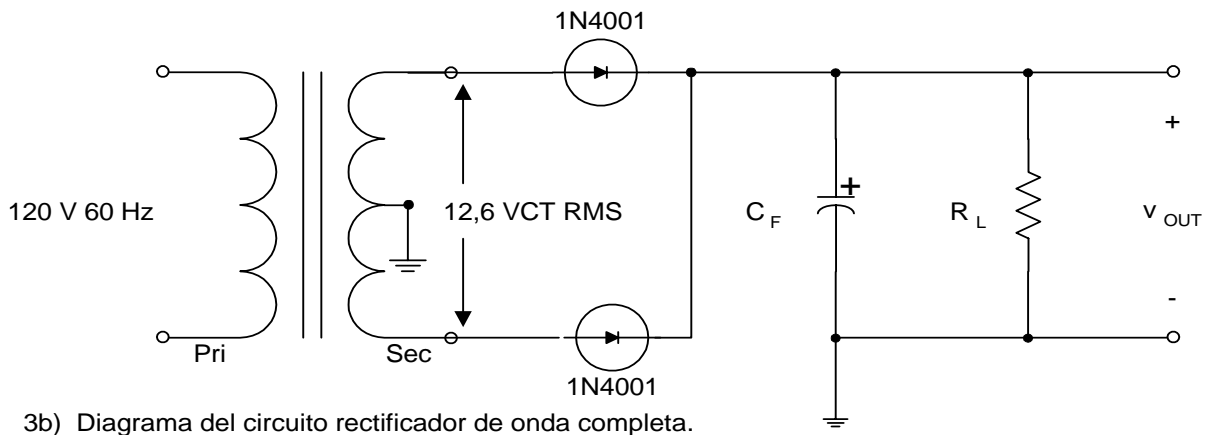 1N4001
+
120 V 60 Hz
12,6 VCT RMS
C F
+
R L
v OUT
-
Pri
Sec
1N4001
3b) Diagrama del circuito rectificador de onda completa.